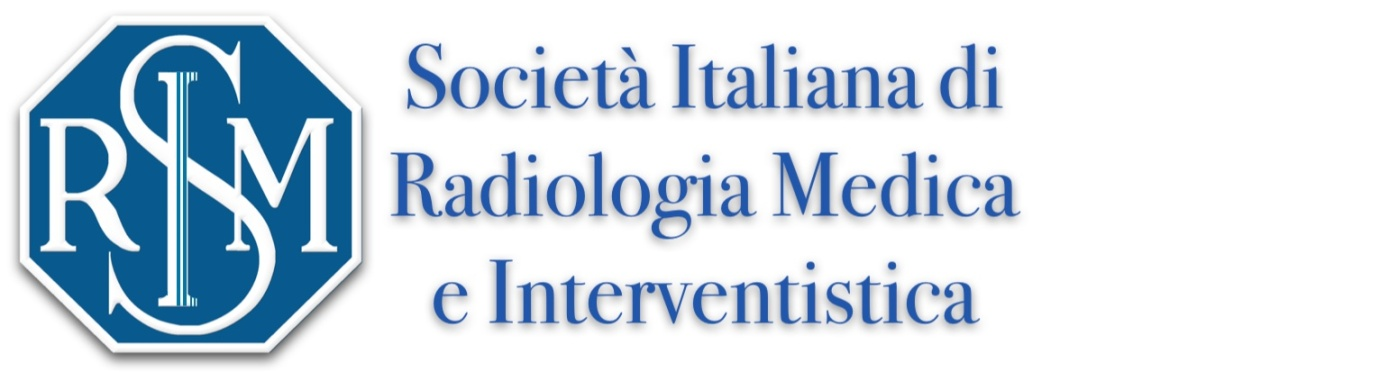 RSIM
Società Italiana di
Radiologia Medica
e Interventistica